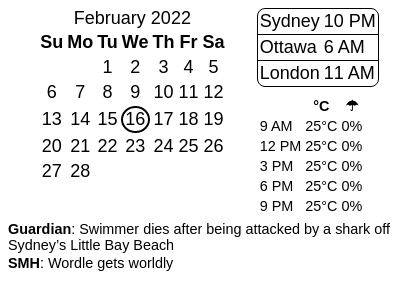 February 2022
Su Mo Tu We Th Fr Sa
1 2 3 4 5
6 7 8 9 10 11 12
13 14 15 16 17 18 19
20 21 22 23 24 25 26
27 28
Sydney 10 PM
Ottawa 6 AM
London 11 AM
°C ☂
9 AM 25°C 0%
12 PM 25°C 0%
3 PM 25°C 0%
6 PM 25°C 0%
9 PM 25°C 0%
Guardian: Swimmer dies after being attacked by a shark off
Sydney’s Little Bay Beach
SMH: Wordle gets worldly